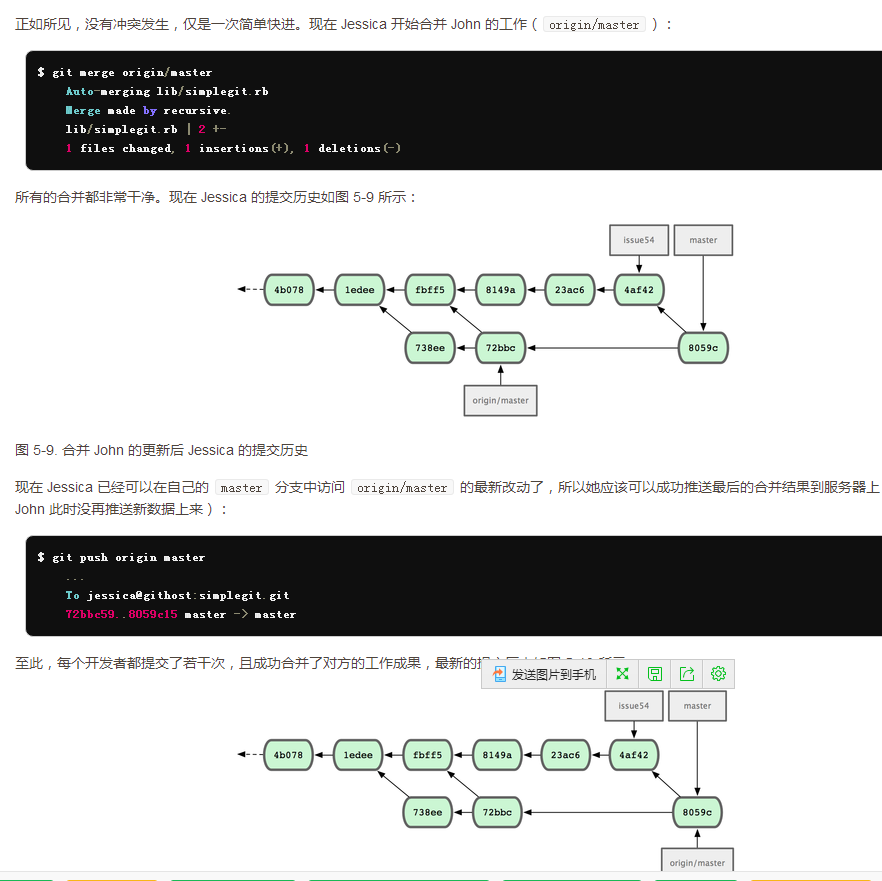 正如所见，没有冲突发生，仅是一次简单快进。现在 Jessica 开始合并 John 的工作（ origin/master ）：
$ git merge origin/master
Auto-merging lib/simplegit.rb
Merge made by recursive.
lib/simplegit.rb | 2 +-
1 files changed, 1 insertions(+), 1 deletions(-)
所有的合并都非常干净。现在 Jessica 的提交历史如图 5-9 所示：
issue54 master
4b078 1edee fbff5 8149a 23ac6 4af42
738ee 72bbc 8059c
origin/master
图 5-9. 合并 John 的更新后 Jessica 的提交历史
现在 Jessica 已经可以在自己的 master 分支中访问 origin/master 的最新改动了，所以她应该可以成功推送最后的合并结果到服务器上
John 此时没再推送新数据上来）：
$ git push origin master
...
To jessica@githost:simplegit.git
72bbc59..8059c15 master -> master
至此，每个开发者都提交了若干次，且成功合并了对方的工作成果，最新的
发送图片到手机
issue54 master
4b078 1edee fbff5 8149a 23ac6 4af42
738ee 72bbc 8059c
origin/master